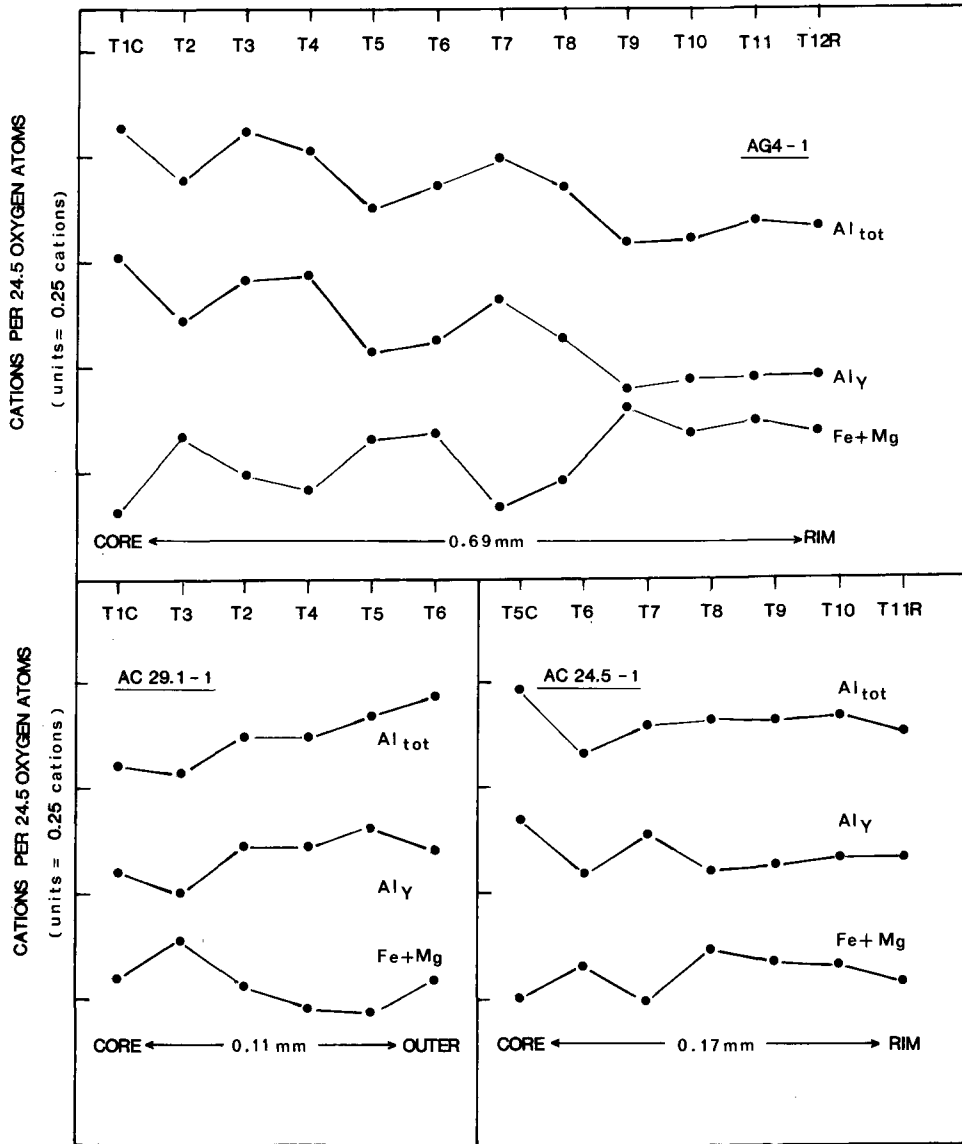 T1C T2 T3 T4 T5 T6 T7 T8 T9 T10 T11 T12R
CATIONS PER 24.5 OXYGEN ATOMS
(units= 0.25 cations)
AG4-1
Al tot
Al Y
Fe+Mg
CORE 0.69mm RIM
T1C T3 T2 T4 T5 T6
CATIONS PER 24.5 OXYGEN ATOMS
(units = 0.25 cations)
AC 29.1-1
Al tot
Al Y
Fe+Mg
CORE 0.11 mm OUTER
T5C T6 T7 T8 T9 T10 T11R
AC 24.5-1
Al tot
Al Y
Fe+Mg
CORE 0.17mm RIM